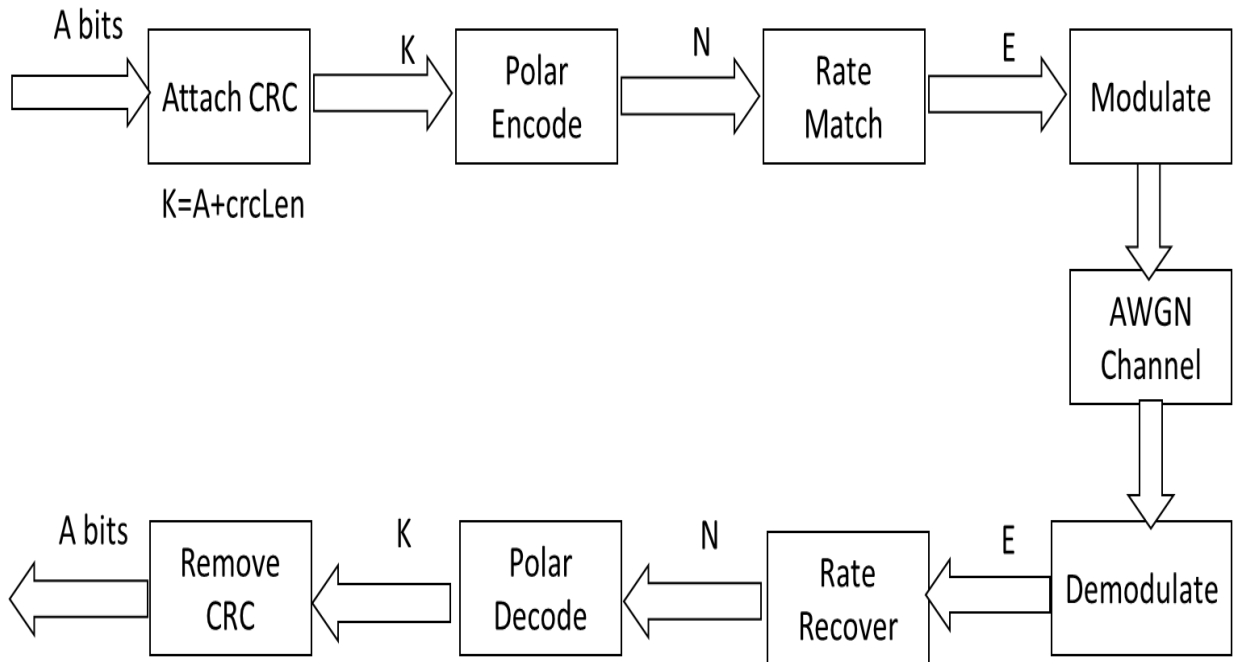 A bits
Attach CRC
K=A+crcLen
K
Polar
Encode
N
Rate
Match
E
Modulate
AWGN
Channel
Demodulate
E
Rate
Recover
N
Polar
Decode
K
Remove
CRC
A bits